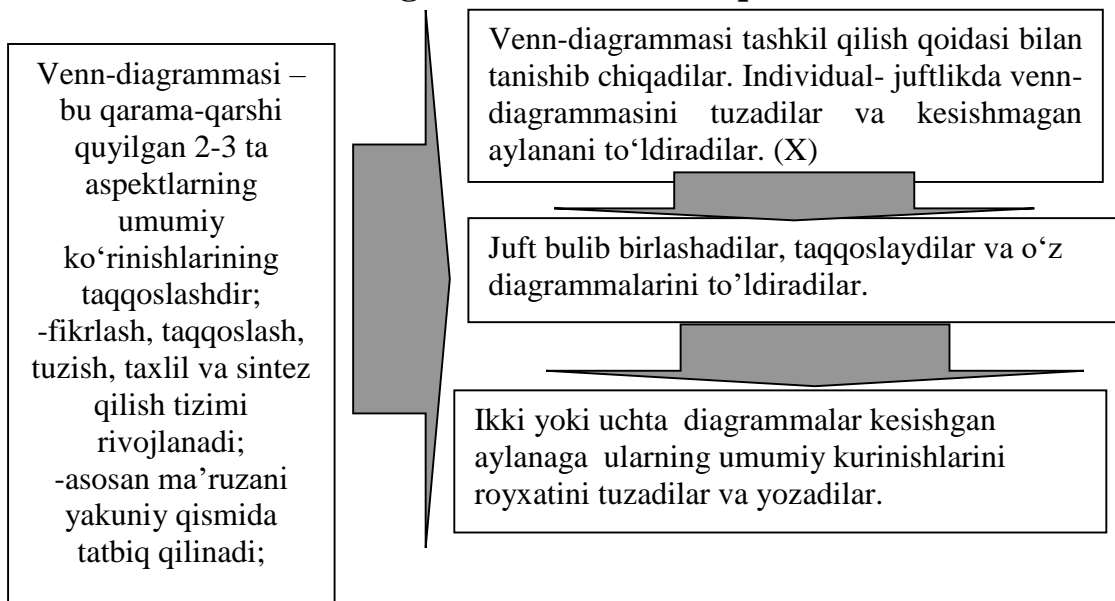 Venn-diagrammasi –
bu qarama-qarshi
quyilgan 2-3 ta
aspektlarning
umumiy
ko‘rinishlarining
taqqoslashdir;
-fikrlash, taqqoslash,
tuzish, taxlil va sintez
qilish tizimi
rivojlanadi;
-asosan ma’ruzani
yakuniy qismida
tatbiq qilinadi;
Venn-diagrammasi tashkil qilish qoidasi bilan
tanishib chiqadilar. Individual- juftlikda venn-
diagrammasini tuzadilar va kesishmagan
aylanani to‘ldiradilar. (X)
Juft bulib birlashadilar, taqqoslaydilar va o‘z
diagrammalarini to’ldiradilar.
Ikki yoki uchta diagrammalar kesishgan
aylanaga ularning umumiy kurinishlarini
royxatini tuzadilar va yozadilar.